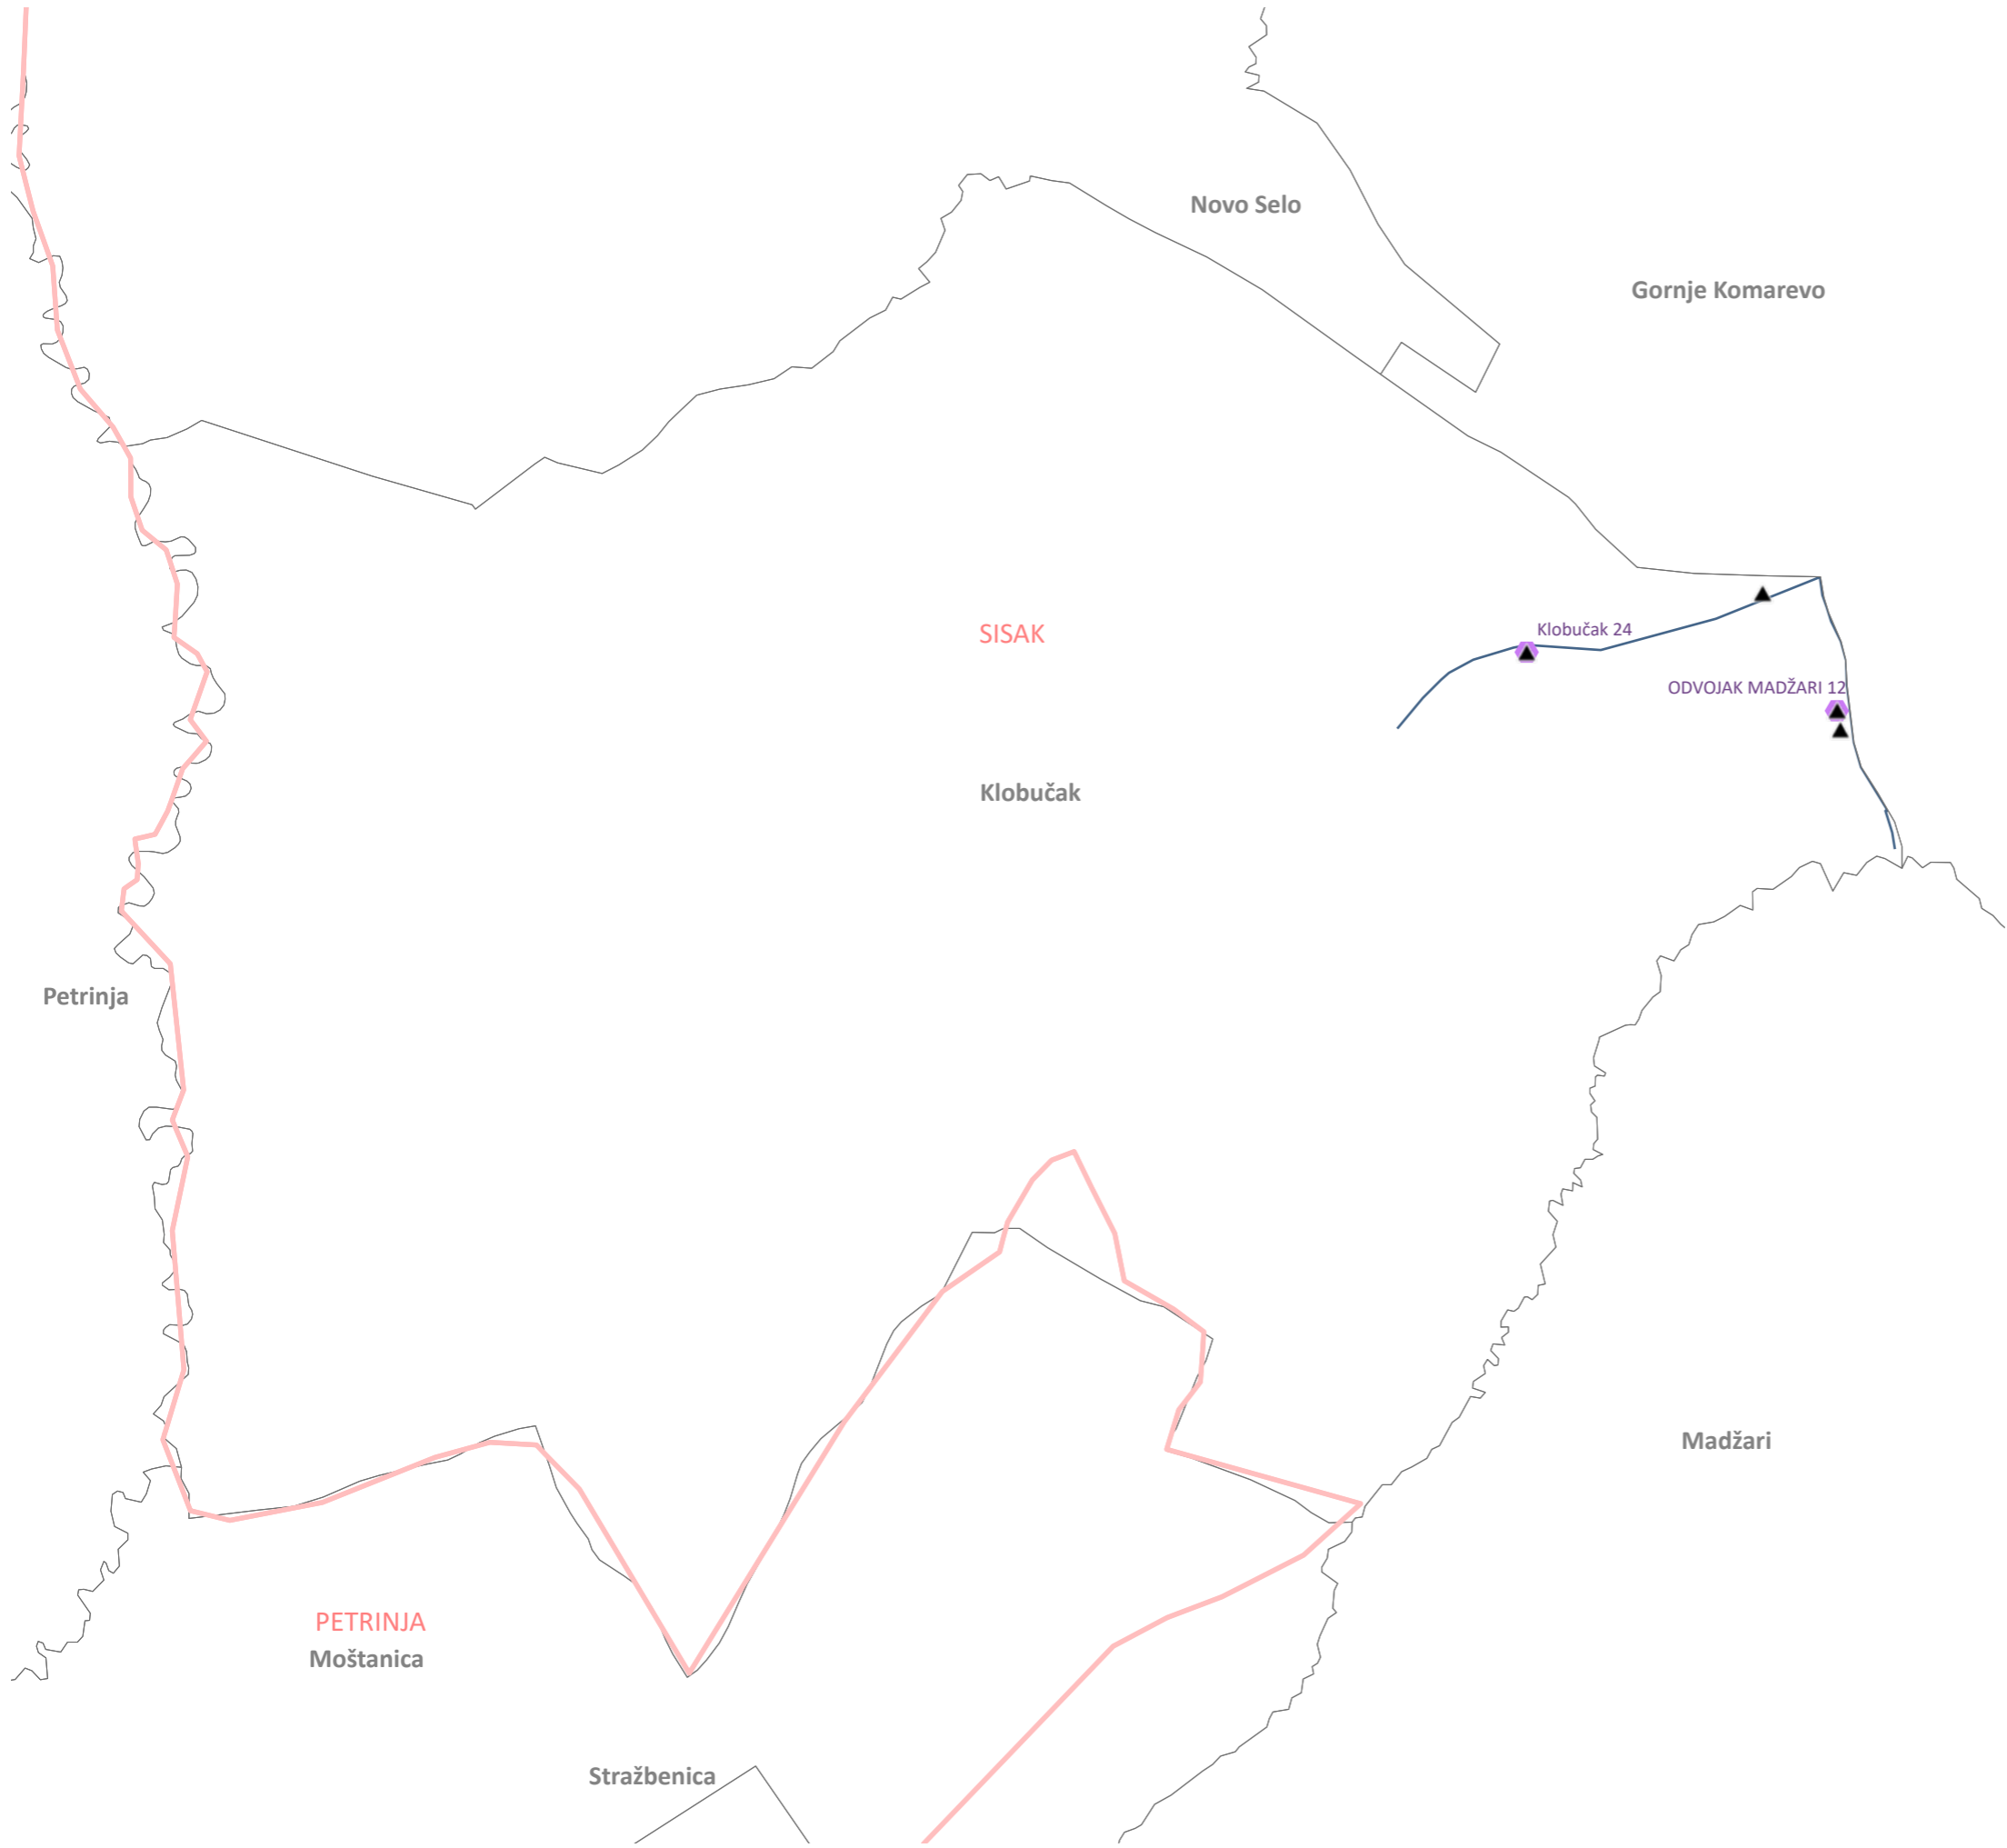 Novo Selo
Gornje Komarevo
SISAK
Klobučak 24
ODVOJAK MADŽARI 12
Klobučak
Petrinja
Madžari
PETRINJA
Moštanica
Stražbenica